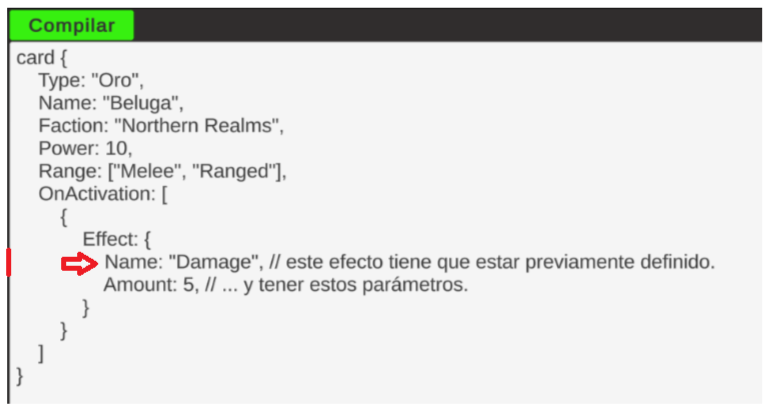 Compilar
card {
Type: "Oro",
Name: "Beluga",
Faction: "Northern Realms",
Power: 10,
Range: ["Melee", "Ranged"],
OnActivation: [
{
Effect: {
Name: "Damage", // este efecto tiene que estar previamente definido.
Amount: 5, // ... y tener estos parámetros.
}
}
]
}